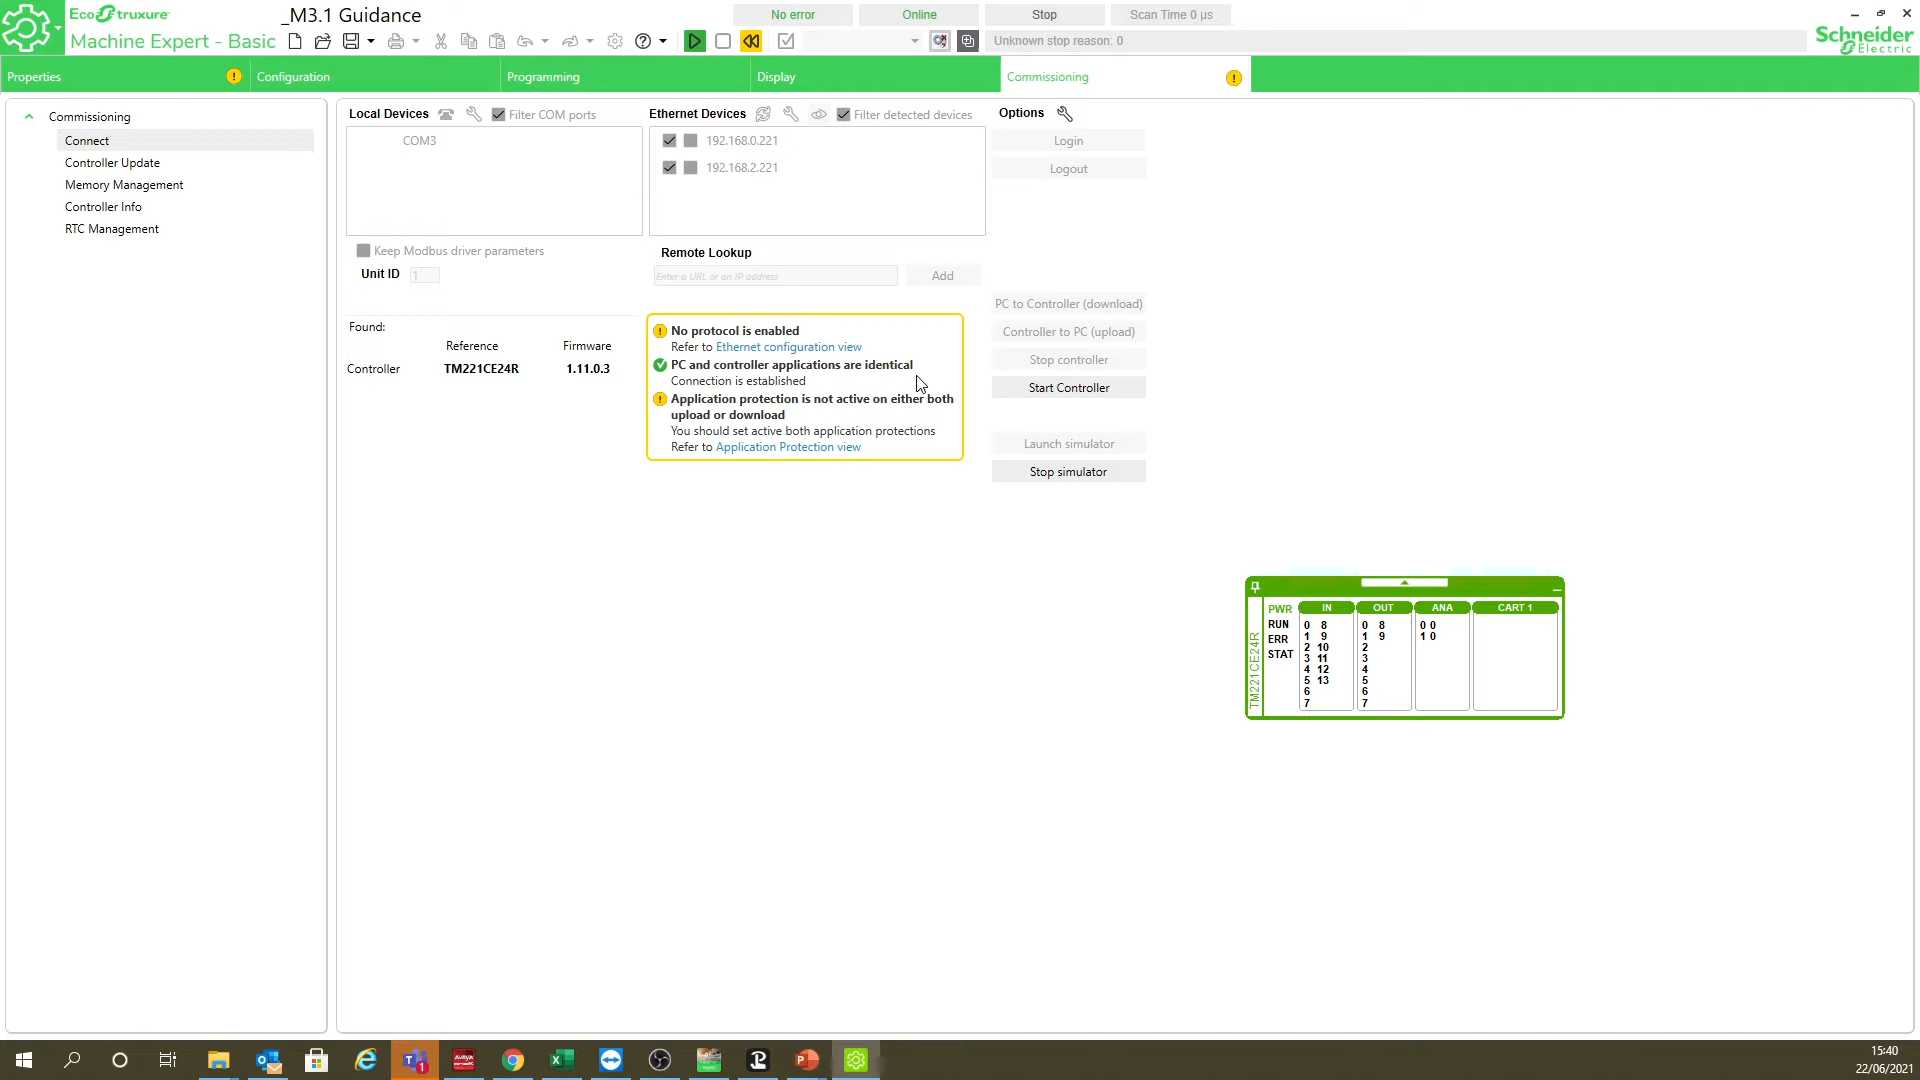 EcoStruxure
Machine Expert - Basic
_M3.1 Guidance
No error
Online
Stop
Scan Time 0 µs
Unknown stop reason: 0
Schneider
Electric
Properties
Configuration
Programming
Display
Commissioning
Commissioning
Connect
Controller Update
Memory Management
Controller Info
RTC Management
Local Devices
Filter COM ports
COM3
Keep Modbus driver parameters
Unit ID
1
Ethernet Devices
Filter detected devices
192.168.0.221
192.168.2.221
Remote Lookup
Enter a URL or an IP address
Add
Options
Login
Logout
PC to Controller (download)
Controller to PC (upload)
Stop controller
Start Controller
Launch simulator
Stop simulator
Found:
Reference Firmware
Controller TM221CE24R 1.11.0.3
No protocol is enabled
Refer to Ethernet configuration view
PC and controller applications are identical
Connection is established
Application protection is not active on either both
upload or download
You should set active both application protections
Refer to Application Protection view
TM221CE24R
PWR
RUN
ERR
STAT
IN
0 8
1 9
2 10
3 11
4 12
5 13
6
7
OUT
0 8
1 9
2
3
4
5
6
7
ANA
0 0
1 0
CART 1
15:40
22/06/2021